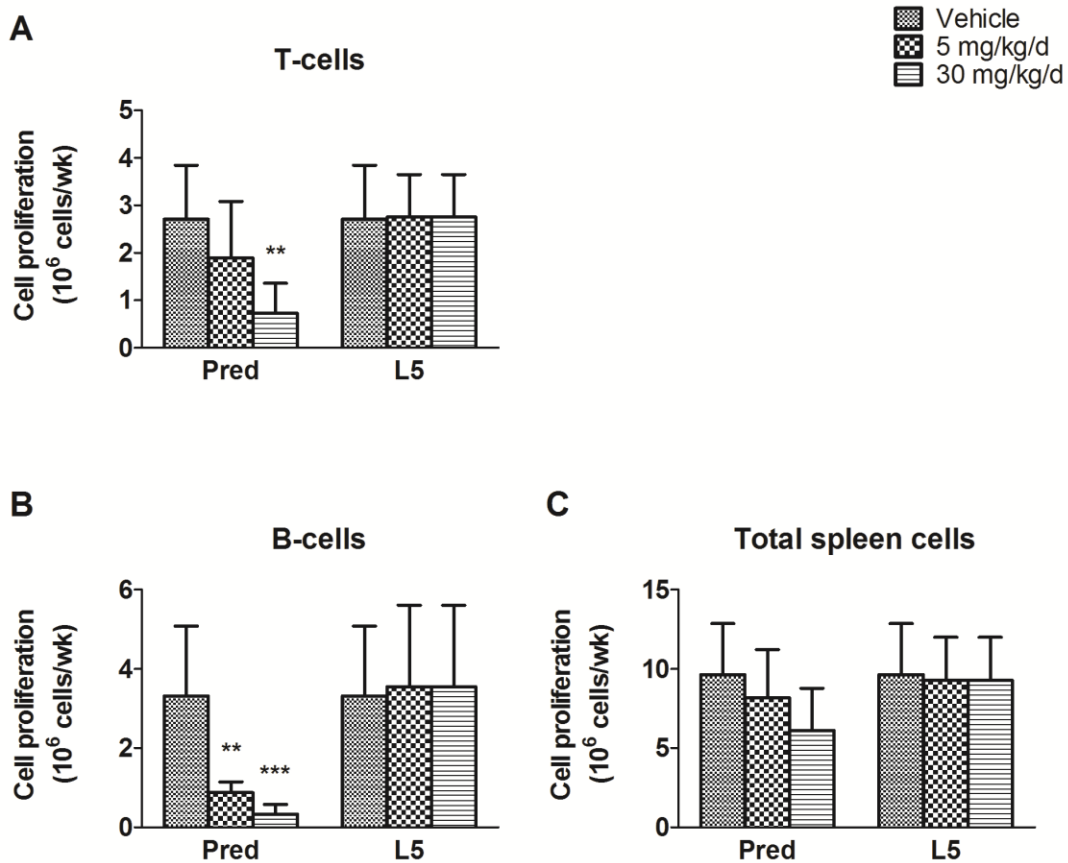 Vehicle
5 mg/kg/d
30 mg/kg/d
A
T-cells
Cell proliferation
(10⁶ cells/wk)
5
4
3
2
1
0
**
Pred
L5
B
B-cells
Cell proliferation
(10⁶ cells/wk)
6
4
2
0
**
***
Pred
L5
C
Total spleen cells
Cell proliferation
(10⁶ cells/wk)
15
10
5
0
Pred
L5